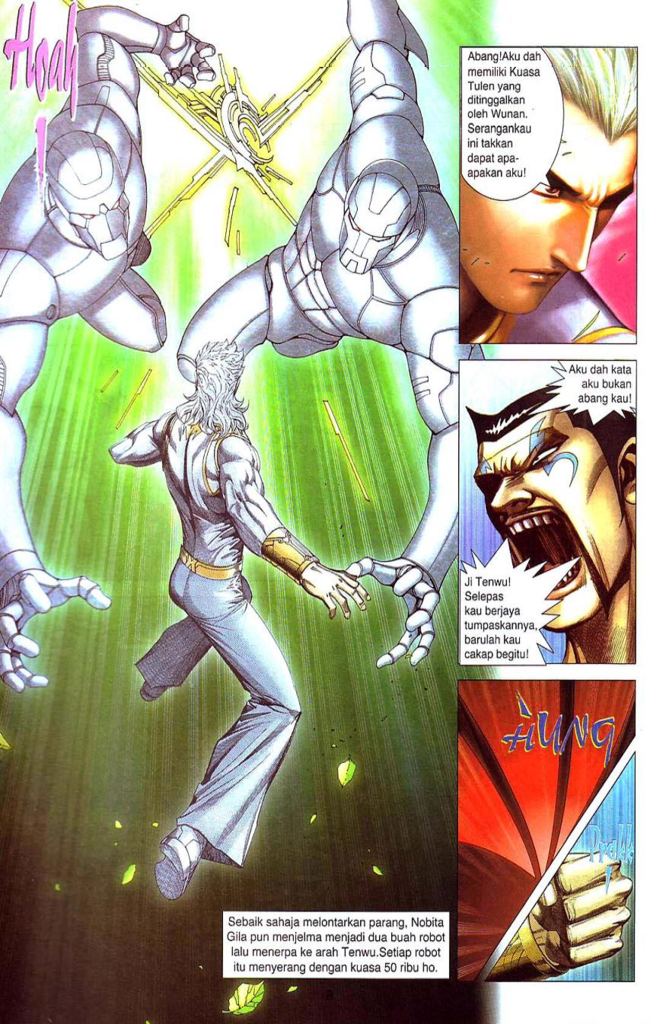 Hoah
!
Abang!Aku dah
memiliki Kuasa
Tulen yang
ditinggalkan
oleh Wunan.
Serangankau
ini takkan
dapat apa-
apakan aku!
Aku dah kata
aku bukan
abang kau!
Ji Tenwu!
Selepas
kau berjaya
tumpaskannya,
barulah kau
cakap begitu!
HUNG
!
Sebaik sahaja melontarkan parang, Nobita
Gila pun menjelma menjadi dua buah robot
lalu menerpa ke arah Tenwu.Setiap robot
itu menyerang dengan kuasa 50 ribu ho.